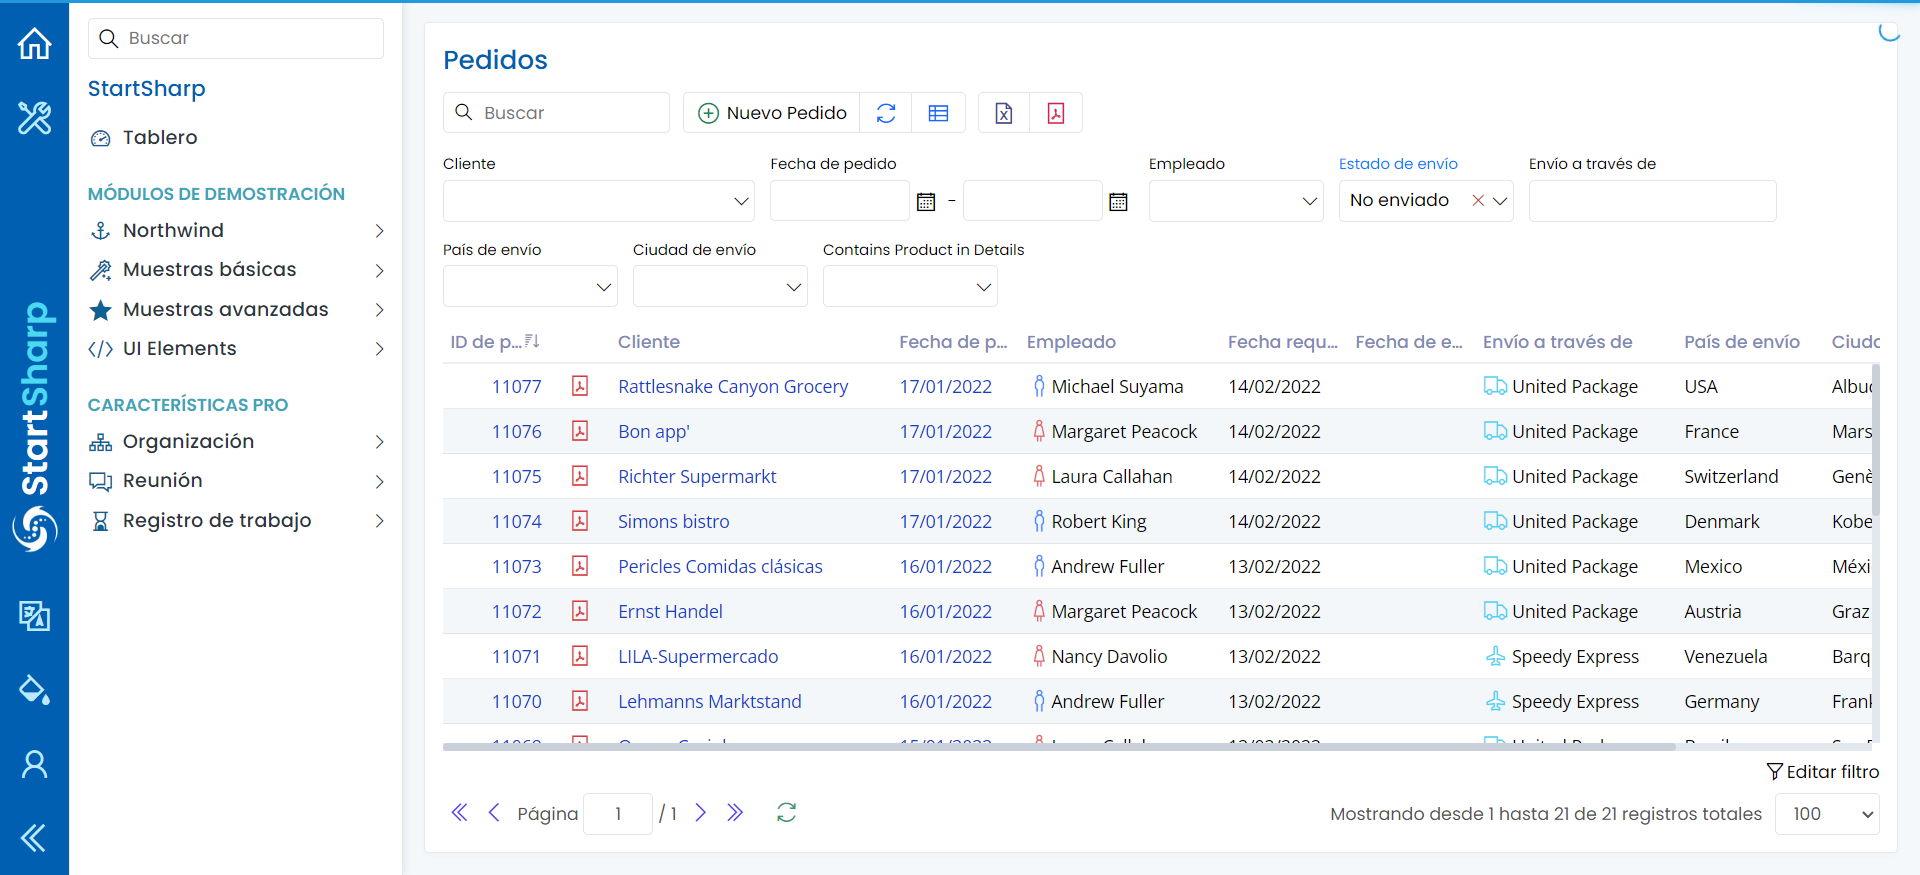 Buscar
StartSharp
Tablero
MÓDULOS DE DEMOSTRACIÓN
Northwind
Muestras básicas
Muestras avanzadas
UI Elements
CARACTERÍSTICAS PRO
Organización
Reunión
Registro de trabajo
StartSharp
Pedidos
Buscar
Nuevo Pedido
Cliente
Fecha de pedido
Empleado
Estado de envío
Envío a través de
-
No enviado
País de envío
Ciudad de envío
Contains Product in Details
ID de p... Cliente Fecha de p... Empleado Fecha requ... Fecha de e... Envío a través de País de envío Ciudc
11077 Rattlesnake Canyon Grocery 17/01/2022 Michael Suyama 14/02/2022 United Package USA Albuc
11076 Bon app' 17/01/2022 Margaret Peacock 14/02/2022 United Package France Mars
11075 Richter Supermarkt 17/01/2022 Laura Callahan 14/02/2022 United Package Switzerland Genè
11074 Simons bistro 17/01/2022 Robert King 14/02/2022 United Package Denmark Kobe
11073 Pericles Comidas clásicas 16/01/2022 Andrew Fuller 13/02/2022 United Package Mexico Méxi
11072 Ernst Handel 16/01/2022 Margaret Peacock 13/02/2022 United Package Austria Graz
11071 LILA-Supermercado 16/01/2022 Nancy Davolio 13/02/2022 Speedy Express Venezuela Barq
11070 Lehmanns Marktstand 16/01/2022 Andrew Fuller 13/02/2022 Speedy Express Germany Frank
Editar filtro
Página 1 / 1
Mostrando desde 1 hasta 21 de 21 registros totales 100